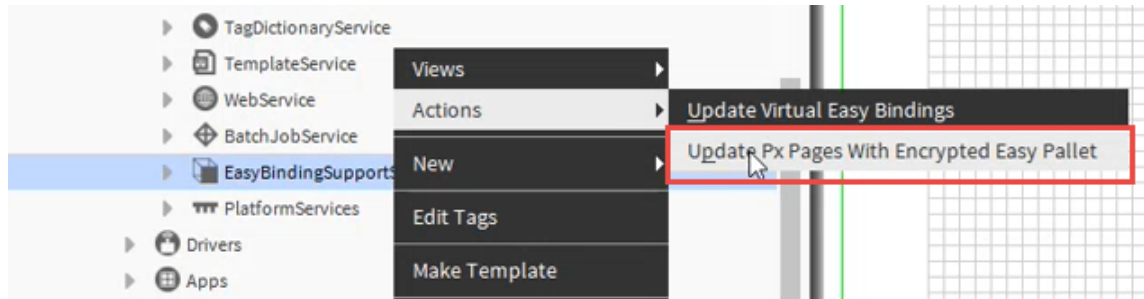 TagDictionaryService
TemplateService
WebService
BatchJobService
EasyBindingSupportS
PlatformServices
Drivers
Apps
Views
Actions
New
Edit Tags
Make Template
Update Virtual Easy Bindings
Update Px Pages With Encrypted Easy Pallet